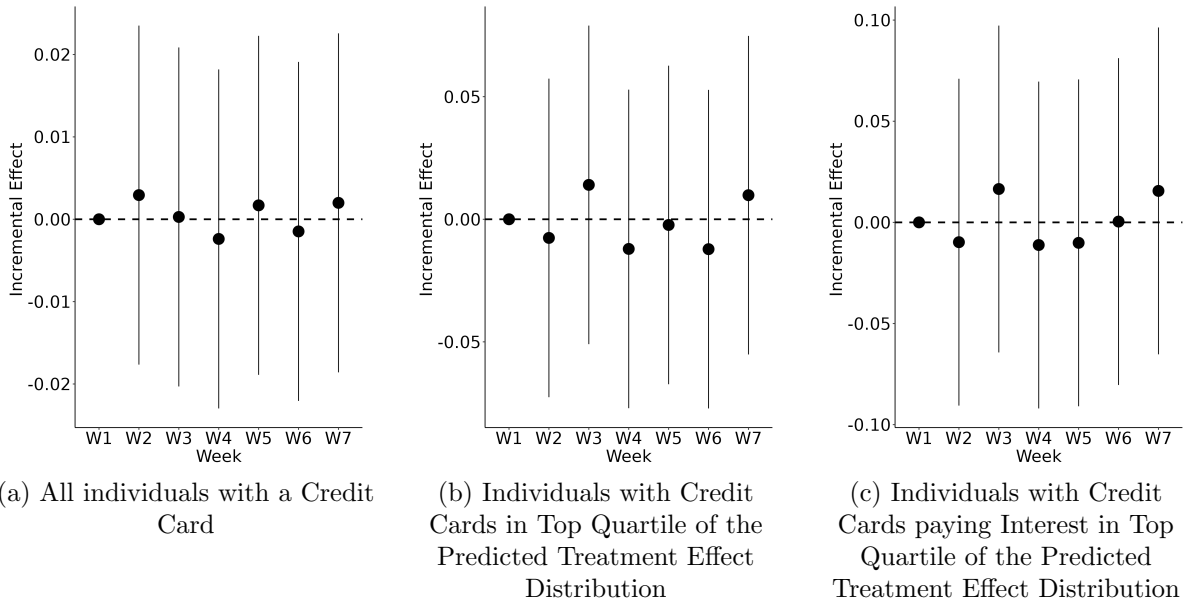 0.02
0.01
0.00
-0.01
-0.02
Incremental Effect
W1 W2 W3 W4 W5 W6 W7
Week
0.05
0.00
-0.05
Incremental Effect
W1 W2 W3 W4 W5 W6 W7
Week
0.10
0.05
0.00
-0.05
-0.10
Incremental Effect
W1 W2 W3 W4 W5 W6 W7
Week
a) All individuals with a Credit
Card
(b) Individuals with Credit
Cards in Top Quartile of the
Predicted Treatment Effect
Distribution
(c) Individuals with Credit
Cards paying Interest in Top
Quartile of the Predicted
Treatment Effect Distribution